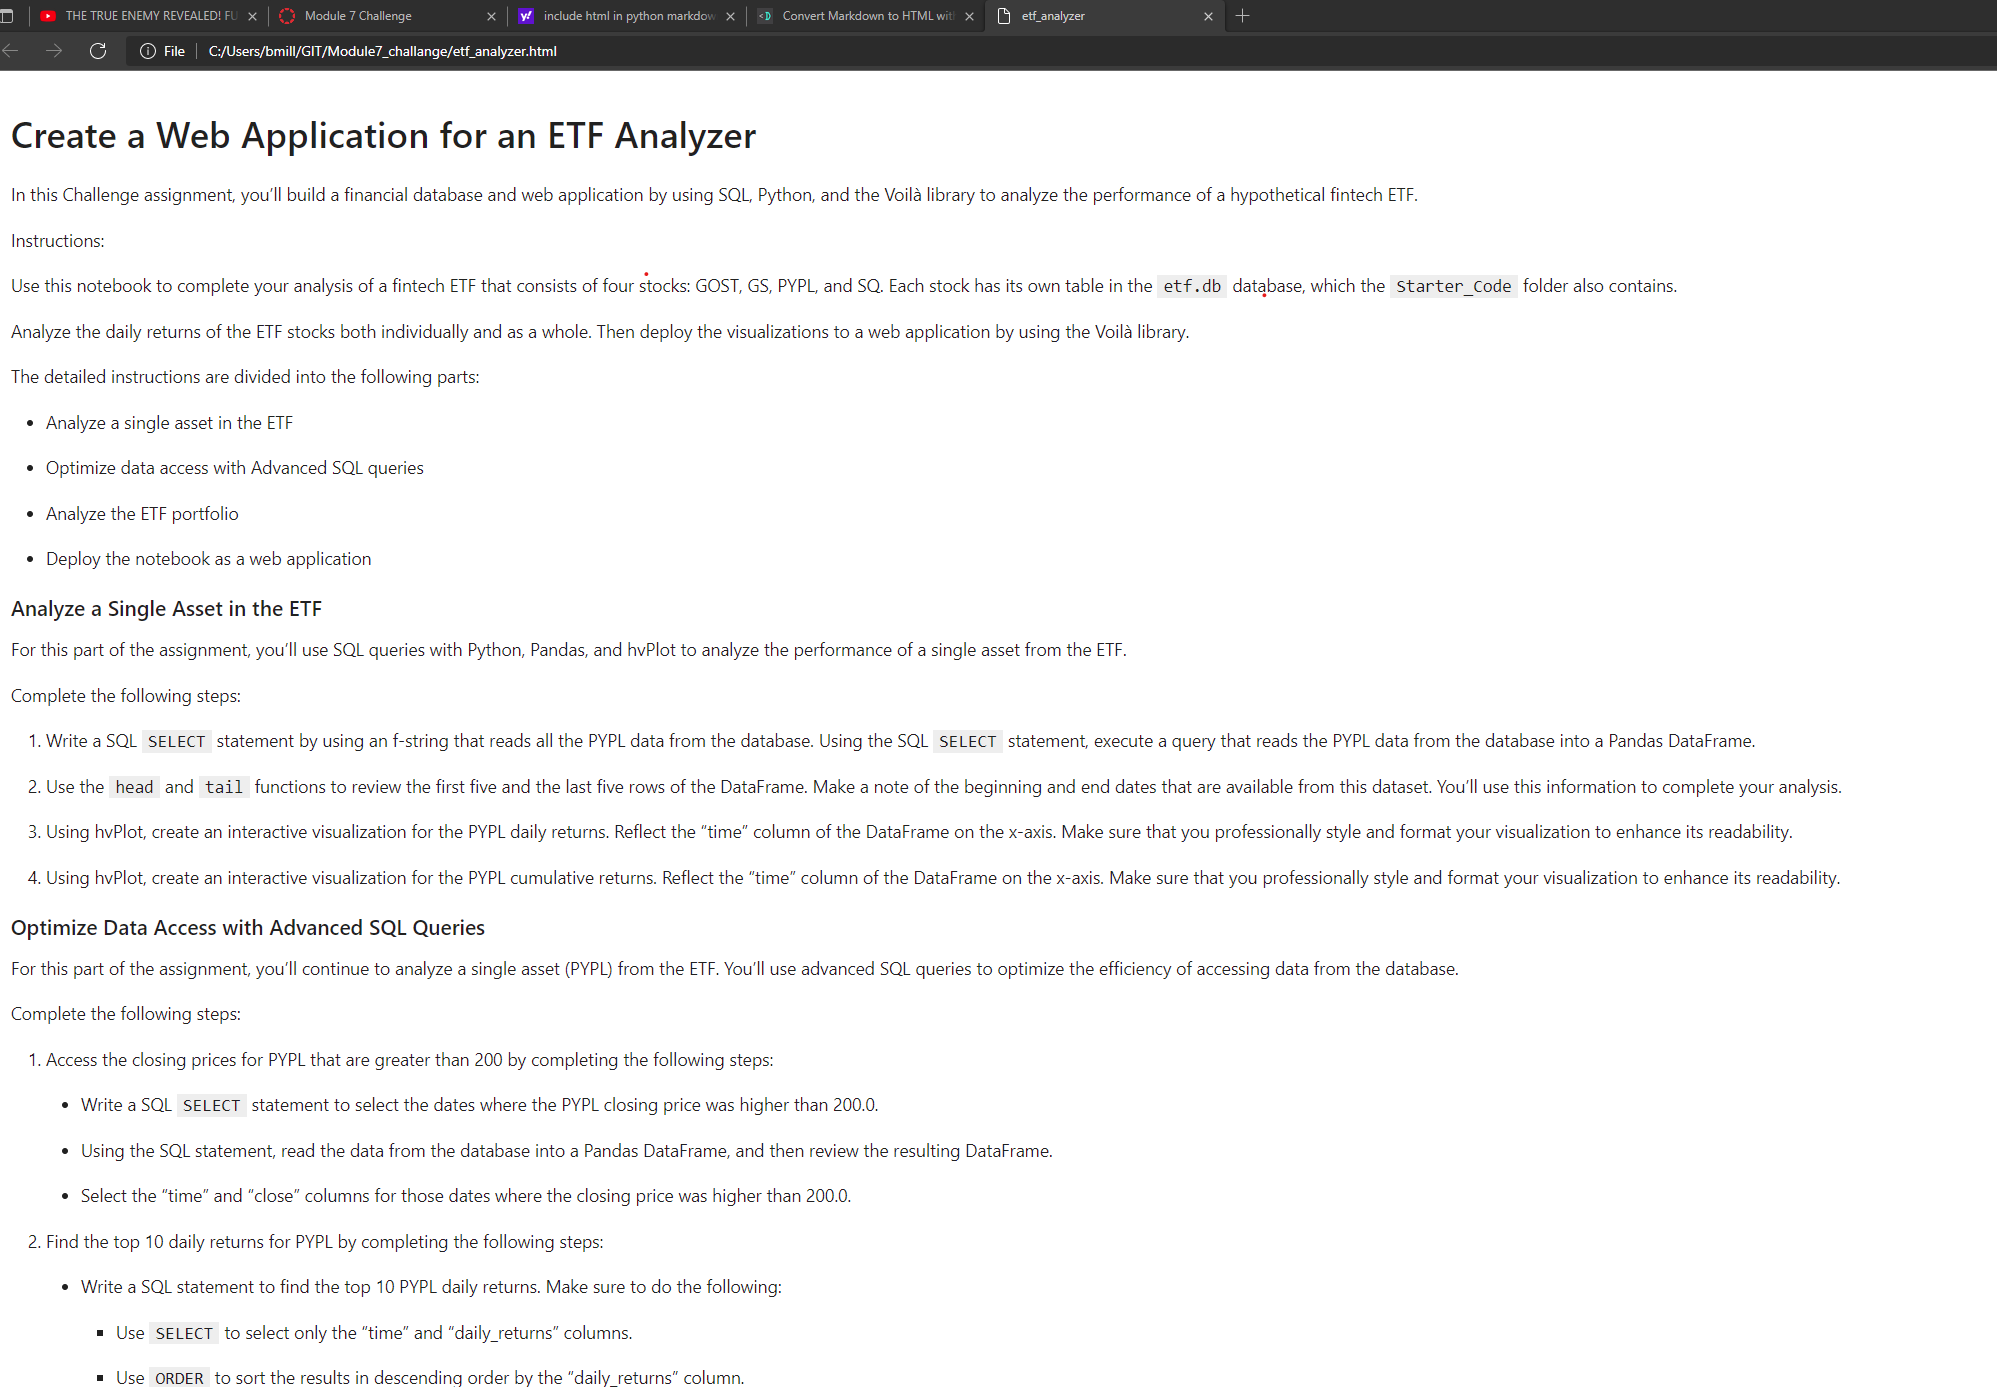 THE TRUE ENEMY REVEALED! FU
Module 7 Challenge
include html in python markdow
Convert Markdown to HTML wit
etf_analyzer
File C:/Users/bmill/GIT/Module7_challange/etf_analyzer.html
Create a Web Application for an ETF Analyzer
In this Challenge assignment, you’ll build a financial database and web application by using SQL, Python, and the Voilà library to analyze the performance of a hypothetical fintech ETF.
Instructions:
Use this notebook to complete your analysis of a fintech ETF that consists of four stocks: GOST, GS, PYPL, and SQ. Each stock has its own table in the etf.db database, which the Starter_Code folder also contains.
Analyze the daily returns of the ETF stocks both individually and as a whole. Then deploy the visualizations to a web application by using the Voilà library.
The detailed instructions are divided into the following parts:
• Analyze a single asset in the ETF
• Optimize data access with Advanced SQL queries
• Analyze the ETF portfolio
• Deploy the notebook as a web application
Analyze a Single Asset in the ETF
For this part of the assignment, you’ll use SQL queries with Python, Pandas, and hvPlot to analyze the performance of a single asset from the ETF.
Complete the following steps:
1. Write a SQL SELECT statement by using an f-string that reads all the PYPL data from the database. Using the SQL SELECT statement, execute a query that reads the PYPL data from the database into a Pandas DataFrame.
2. Use the head and tail functions to review the first five and the last five rows of the DataFrame. Make a note of the beginning and end dates that are available from this dataset. You’ll use this information to complete your analysis.
3. Using hvPlot, create an interactive visualization for the PYPL daily returns. Reflect the “time” column of the DataFrame on the x-axis. Make sure that you professionally style and format your visualization to enhance its readability.
4. Using hvPlot, create an interactive visualization for the PYPL cumulative returns. Reflect the “time” column of the DataFrame on the x-axis. Make sure that you professionally style and format your visualization to enhance its readability.
Optimize Data Access with Advanced SQL Queries
For this part of the assignment, you’ll continue to analyze a single asset (PYPL) from the ETF. You’ll use advanced SQL queries to optimize the efficiency of accessing data from the database.
Complete the following steps:
1. Access the closing prices for PYPL that are greater than 200 by completing the following steps:
• Write a SQL SELECT statement to select the dates where the PYPL closing price was higher than 200.0.
• Using the SQL statement, read the data from the database into a Pandas DataFrame, and then review the resulting DataFrame.
• Select the “time” and “close” columns for those dates where the closing price was higher than 200.0.
2. Find the top 10 daily returns for PYPL by completing the following steps:
• Write a SQL statement to find the top 10 PYPL daily returns. Make sure to do the following:
▪ Use SELECT to select only the “time” and “daily_returns” columns.
▪ Use ORDER to sort the results in descending order by the “daily_returns” column.